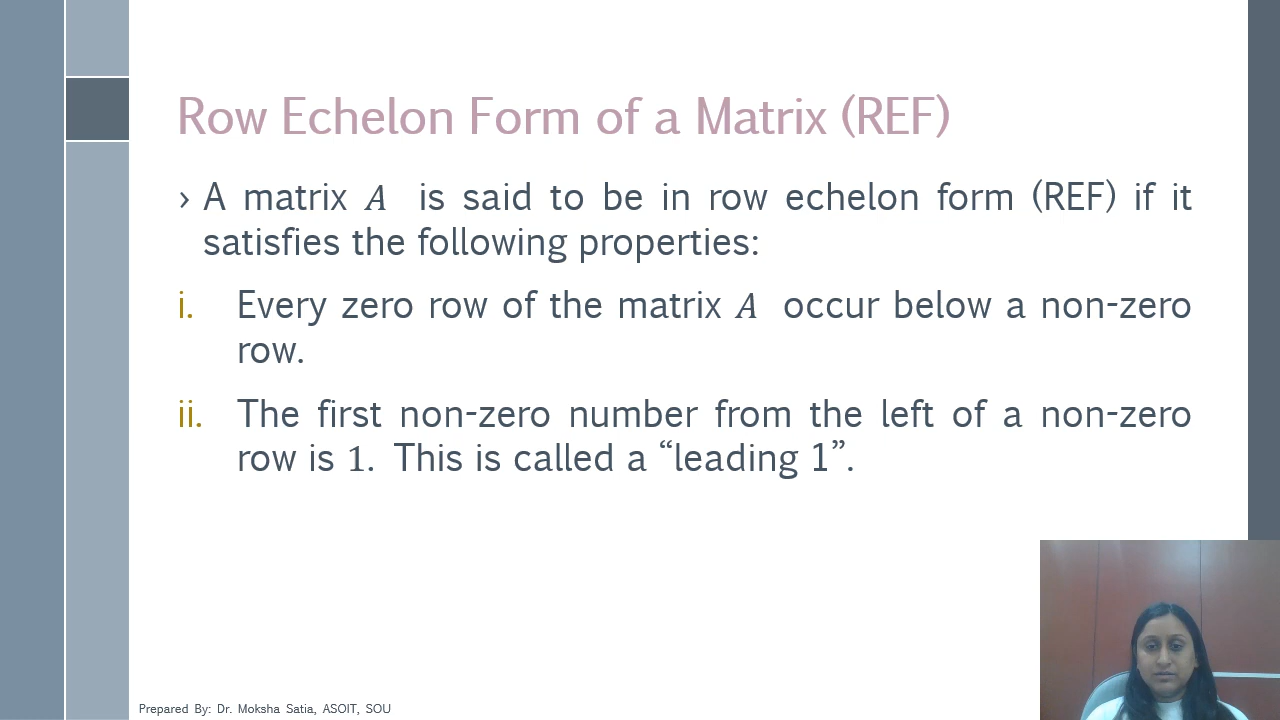 Row Echelon Form of a Matrix (REF)
› A matrix A is said to be in row echelon form (REF) if it
satisfies the following properties:
i. Every zero row of the matrix A occur below a non-zero
row.
ii. The first non-zero number from the left of a non-zero
row is 1. This is called a “leading 1”.
Prepared By: Dr. Moksha Satia, ASOIT, SOU